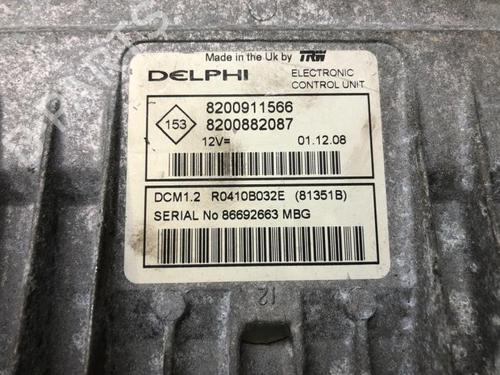 Made in the Uk by TRW
DELPHI
ELECTRONIC
CONTROL UNIT
153
8200911566
8200882087
12V=
01.12.08
DCM1.2 R0410B032E (81351B)
SERIAL No 86692663 MBG
12